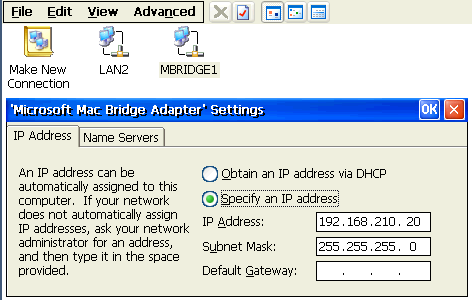 File Edit View Advanced
Make New Connection
LAN2
MBRIDGE1
'Microsoft Mac Bridge Adapter' Settings OK
IP Address Name Servers
An IP address can be
automatically assigned to this
computer. If your network
does not automatically assign
IP addresses, ask your network
administrator for an address,
and then type it in the space
provided.
Obtain an IP address via DHCP
Specify an IP address
IP Address: 192.168.210. 20
Subnet Mask: 255.255.255. 0
Default Gateway: . . .